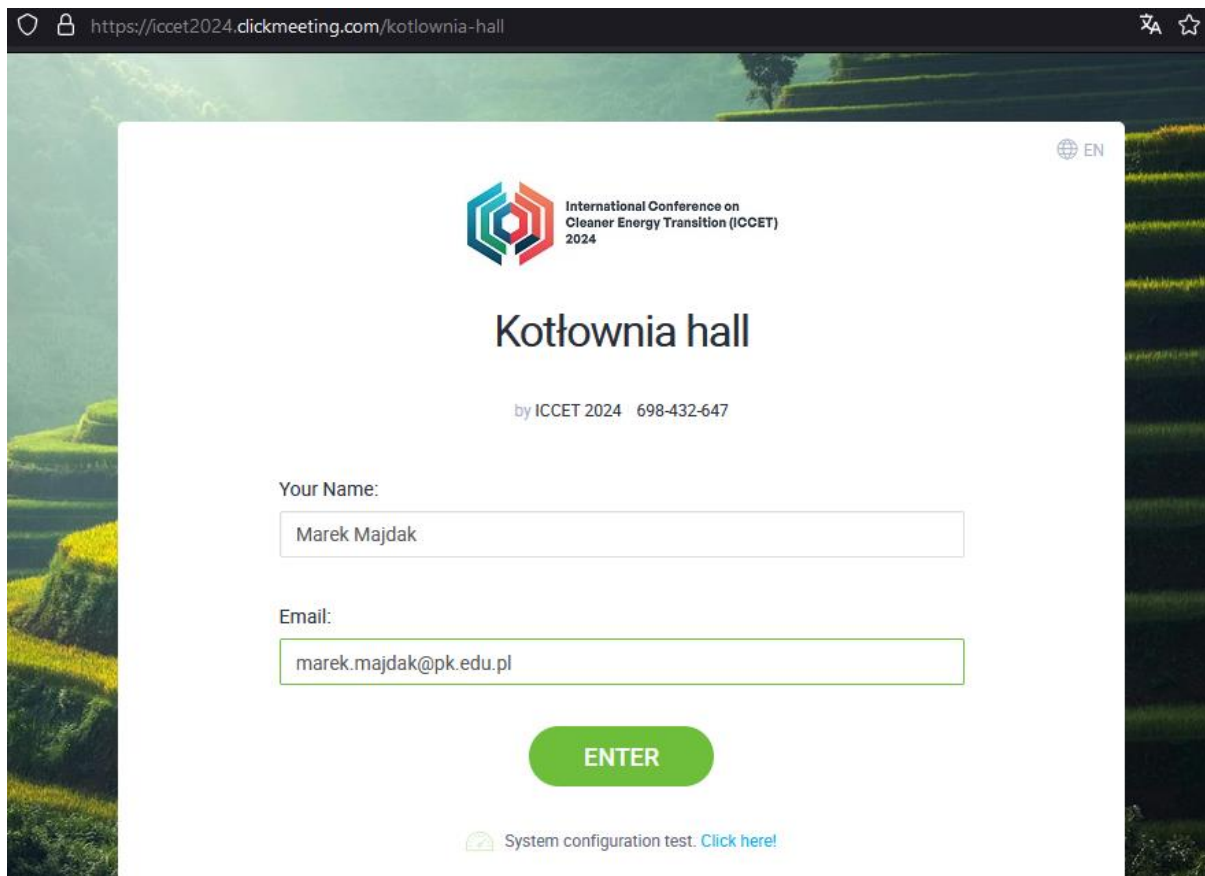 https://iccet2024.clickmeeting.com/kotlownia-hall
EN
International Conference on
Cleaner Energy Transition (ICCET)
2024
Kotłownia hall
by ICCET 2024 698-432-647
Your Name:
Marek Majdak
Email:
marek.majdak@pk.edu.pl
ENTER
System configuration test. Click here!